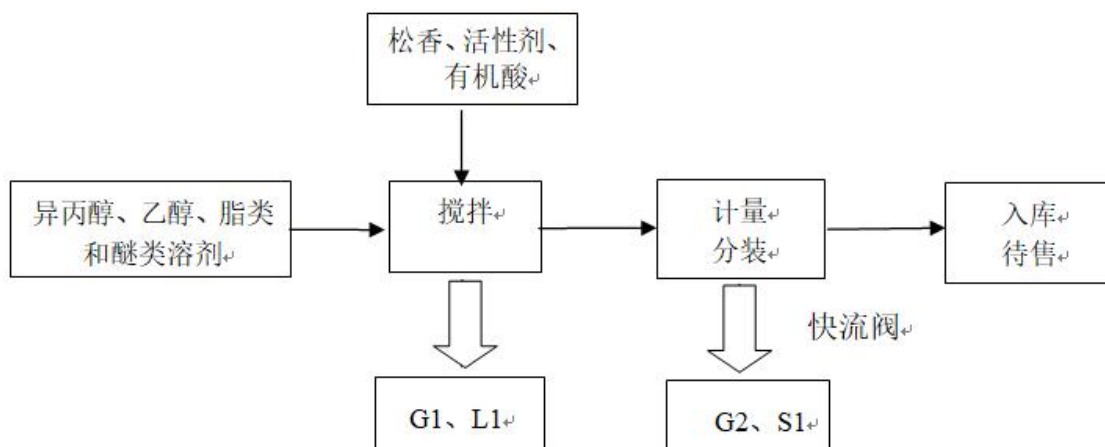 松香、活性剂、
有机酸↵
异丙醇、乙醇、脂类
和醚类溶剂↵
搅拌↵
计量↵
分装↵
入库↵
待售↵
快流阀↵
G1、L1↵
G2、S1↵